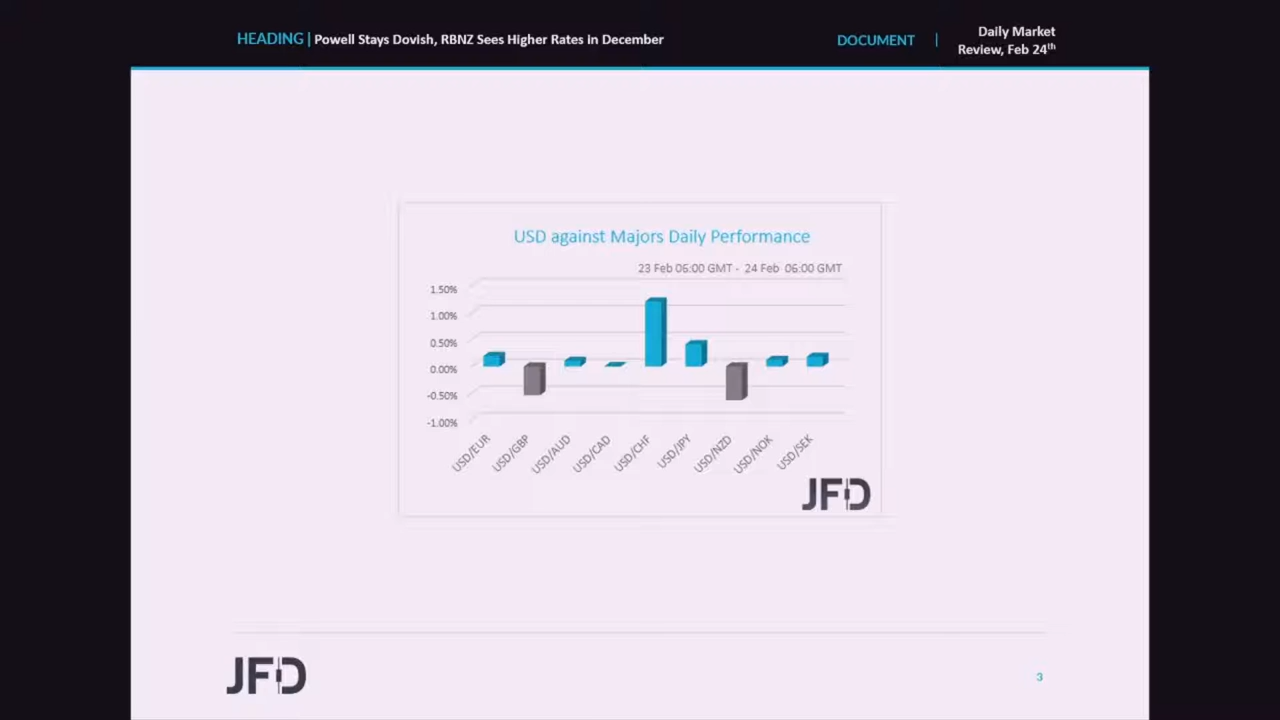 HEADING | Powell Stays Dovish, RBNZ Sees Higher Rates in December
DOCUMENT | Daily Market
Review, Feb 24th
USD against Majors Daily Performance
23 Feb 06:00 GMT - 24 Feb 06:00 GMT
1.50%
1.00%
0.50%
0.00%
-0.50%
-1.00%
USD/EUR
USD/GBP
USD/AUD
USD/CAD
USD/CHF
USD/JPY
USD/NZD
USD/NOK
USD/SEK
JFD
JFD
3